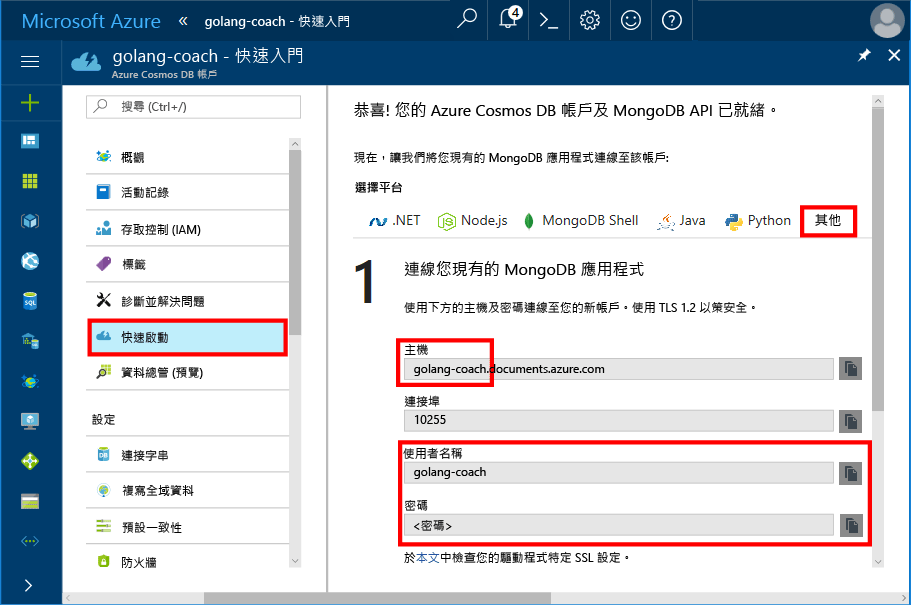 Microsoft Azure « golang-coach - 快速入門
4
golang-coach - 快速入門
Azure Cosmos DB 帳戶
搜尋 (Ctrl+/)
概觀
活動記錄
存取控制 (IAM)
標籤
診斷並解決問題
快速啟動
資料總管 (預覽)
設定
連接字串
複寫全域資料
預設一致性
防火牆
恭喜! 您的 Azure Cosmos DB 帳戶及 MongoDB API 已就緒。
現在，讓我們將您現有的 MongoDB 應用程式連線至該帳戶:
選擇平台
.NET Node.js MongoDB Shell Java Python 其他
1 連線您現有的 MongoDB 應用程式
使用下方的主機及密碼連線至您的新帳戶。使用 TLS 1.2 以策安全。
主機
golang-coach.documents.azure.com
連接埠
10255
使用者名稱
golang-coach
密碼
<密碼>
於本文中檢查您的驅動程式特定 SSL 設定。